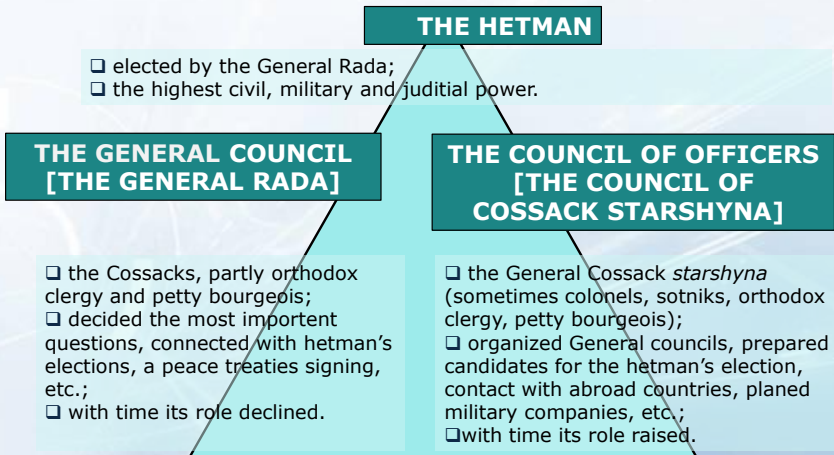 THE HETMAN
❑ elected by the General Rada;
❑ the highest civil, military and juditial power.
THE GENERAL COUNCIL
[THE GENERAL RADA]
❑ the Cossacks, partly orthodox
clergy and petty bourgeois;
❑ decided the most importent
questions, connected with hetman's
elections, a peace treaties signing,
etc.;
❑ with time its role declined.
THE COUNCIL OF OFFICERS
[THE COUNCIL OF
COSSACK STARSHYNA]
❑ the General Cossack starshyna
(sometimes colonels, sotniks, orthodox
clergy, petty bourgeois);
❑ organized General councils, prepared
candidates for the hetman's election,
contact with abroad countries, planed
military companies, etc.;
❑with time its role raised.